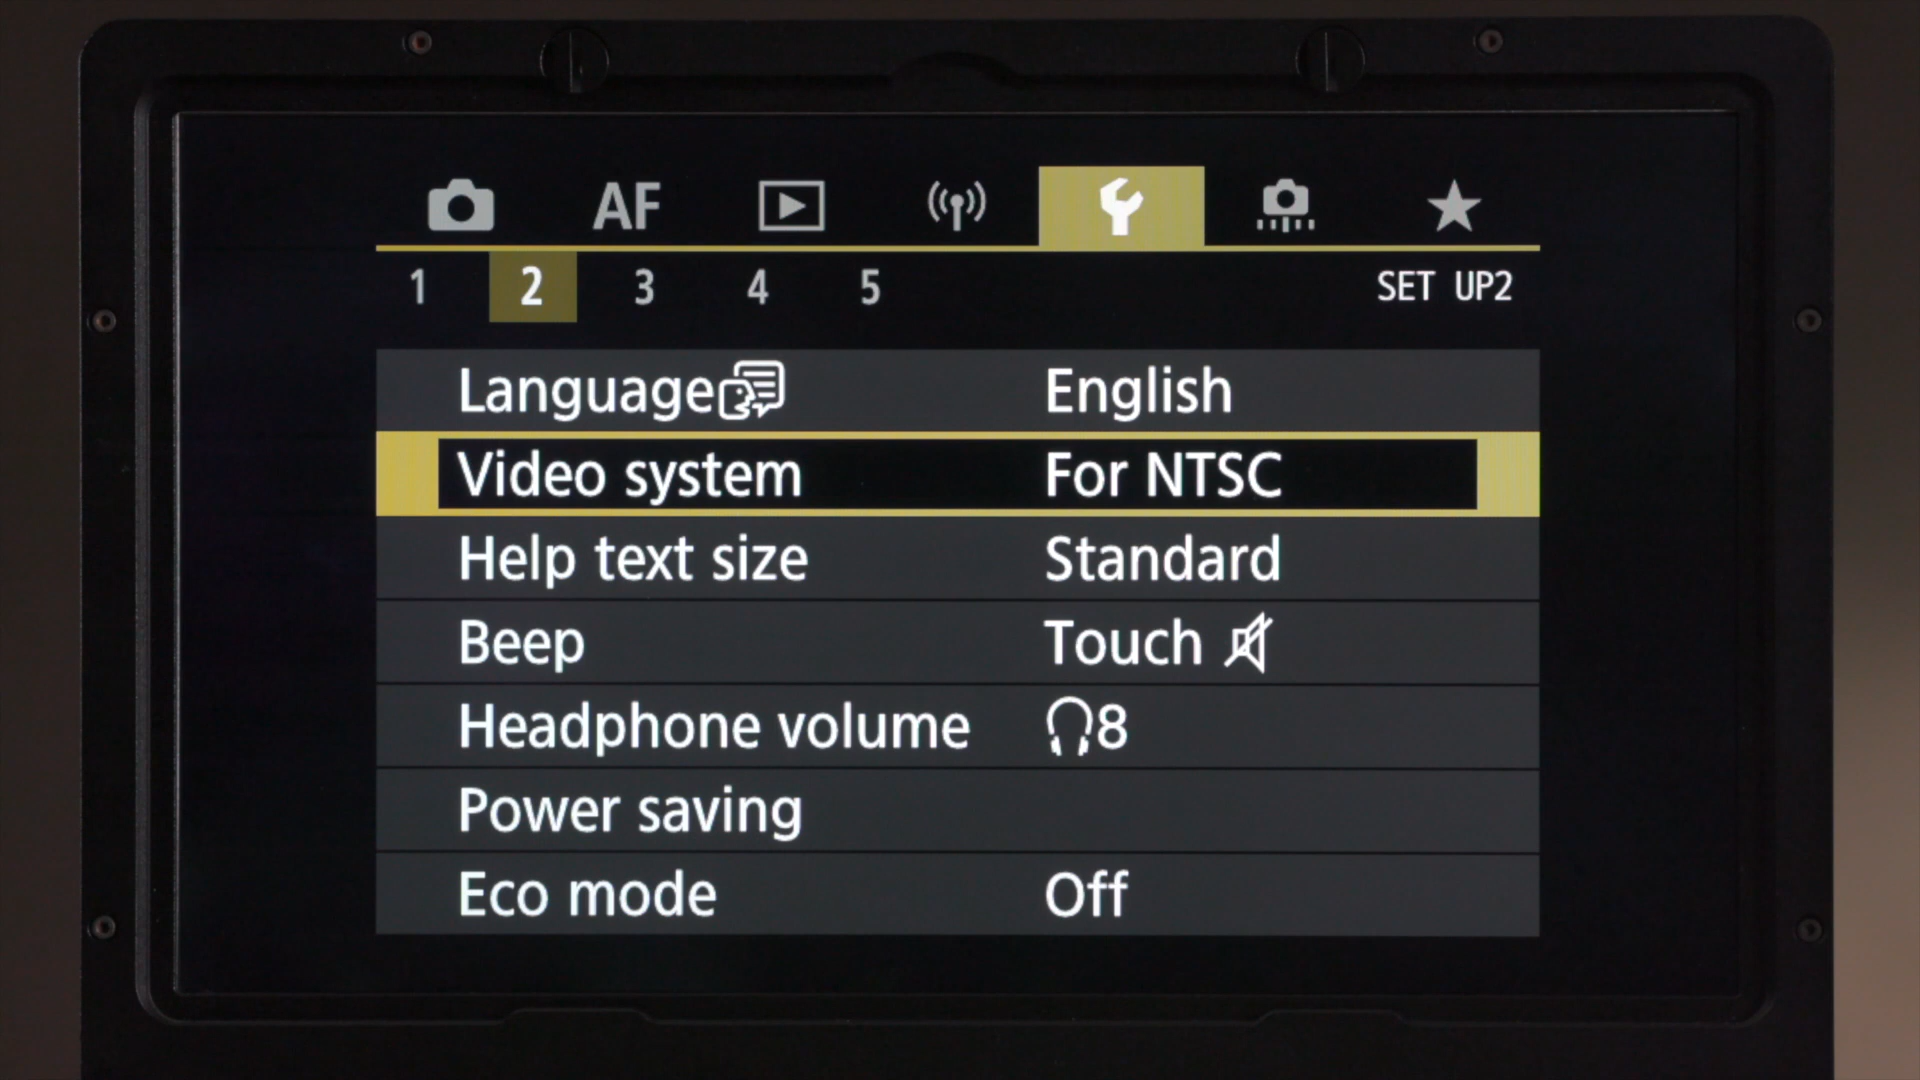 AF
1 2 3 4 5 SET UP2
Language English
Video system For NTSC
Help text size Standard
Beep Touch
Headphone volume 8
Power saving
Eco mode Off